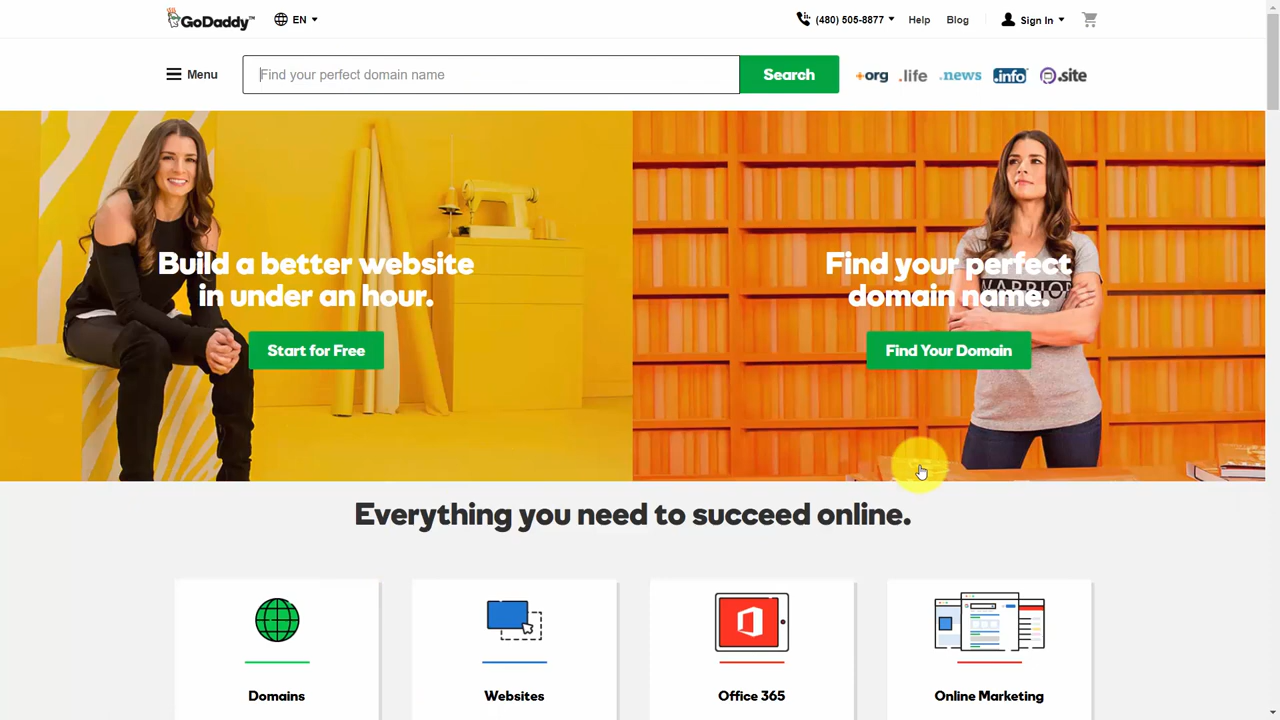 GoDaddy™
EN
(480) 505-8877
Help
Blog
Sign In
Menu
Find your perfect domain name
Search
+org
.life
.news
.info
.site
Build a better website
in under an hour.
Start for Free
Find your perfect
domain name.
WARRIOR
Find Your Domain
Everything you need to succeed online.
Domains
Websites
Office 365
Online Marketing